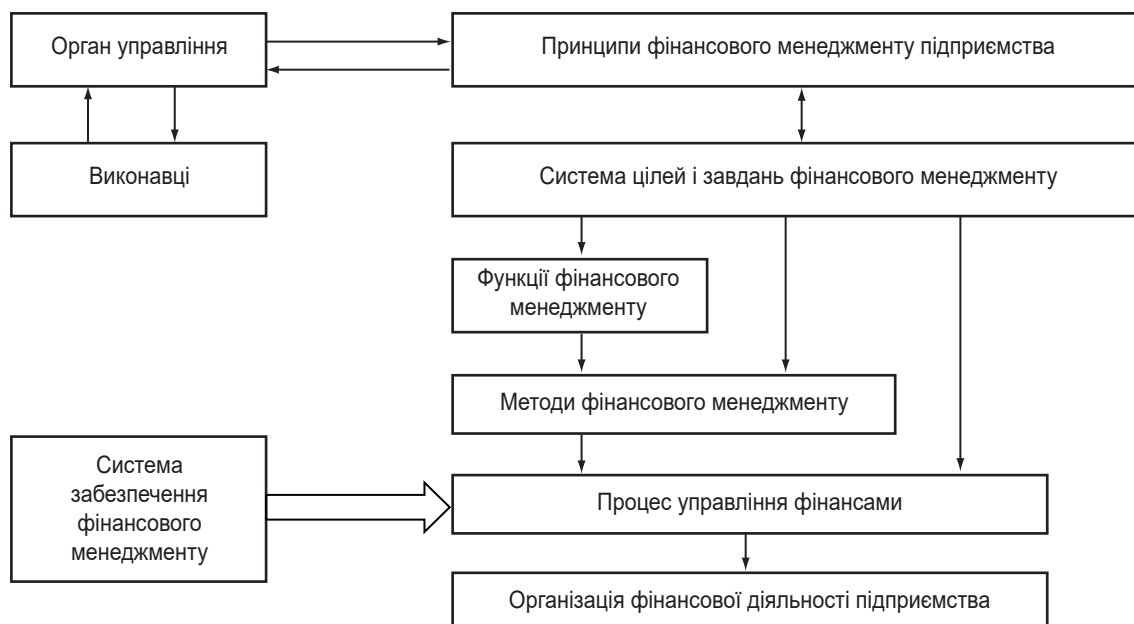 Орган управління
Принципи фінансового менеджменту підприємства
Виконавці
Система цілей і завдань фінансового менеджменту
Функції фінансового
менеджменту
Методи фінансового менеджменту
Система
забезпечення
фінансового
менеджменту
Процес управління фінансами
Організація фінансової діяльності підприємства